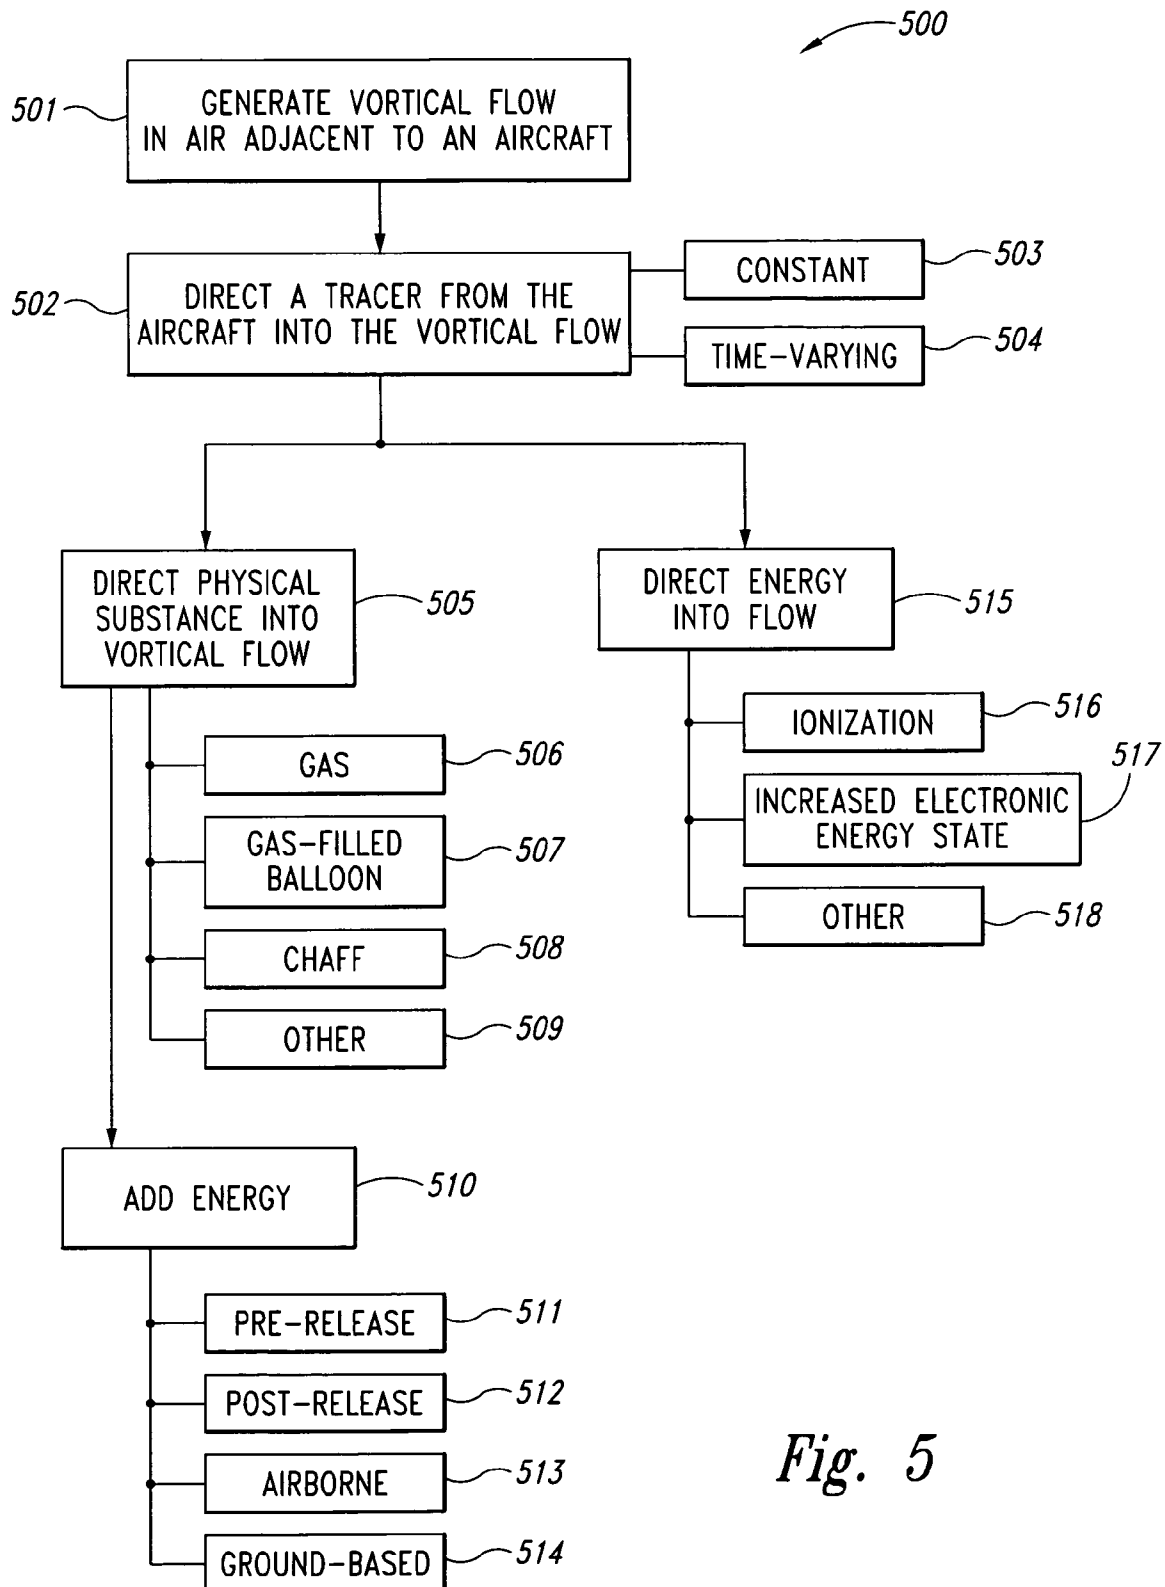 500
501
GENERATE VORTICAL FLOW
IN AIR ADJACENT TO AN AIRCRAFT
502
DIRECT A TRACER FROM THE
AIRCRAFT INTO THE VORTICAL FLOW
CONSTANT
503
TIME-VARYING
504
DIRECT PHYSICAL
SUBSTANCE INTO
VORTICAL FLOW
505
GAS
506
GAS-FILLED
BALLOON
507
CHAFF
508
OTHER
509
ADD ENERGY
510
PRE-RELEASE
511
POST-RELEASE
512
AIRBORNE
513
GROUND-BASED
514
DIRECT ENERGY
INTO FLOW
515
IONIZATION
516
INCREASED ELECTRONIC
ENERGY STATE
517
OTHER
518
Fig. 5